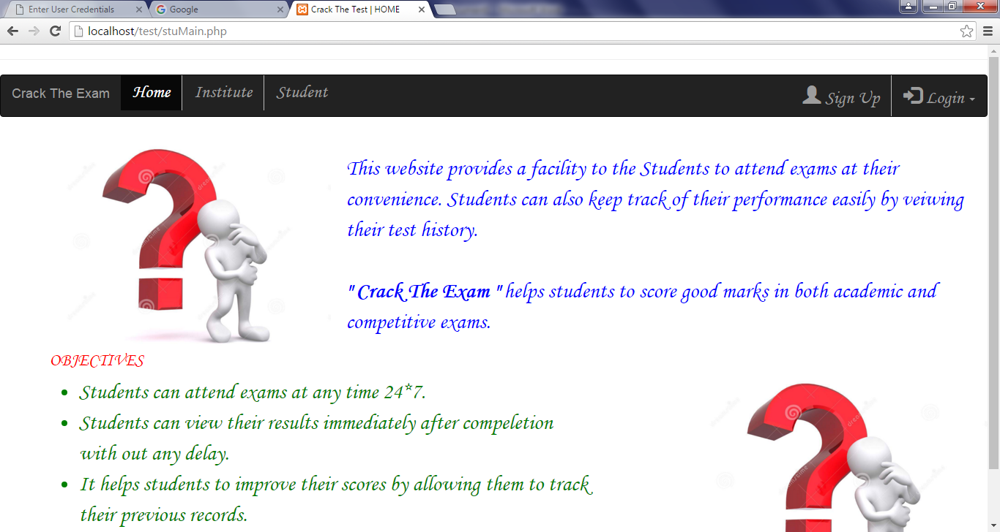 Enter User Credentials
Google
Crack The Test | HOME
localhost/test/stuMain.php
Crack The Exam
Home
Institute
Student
Sign Up
Login
This website provides a facility to the Students to attend exams at their
convenience. Students can also keep track of their performance easily by veiwing
their test history.
" Crack The Exam " helps students to score good marks in both academic and
competitive exams.
OBJECTIVES
Students can attend exams at any time 24*7.
Students can view their results immediately after compeletion
with out any delay.
It helps students to improve their scores by allowing them to track
their previous records.